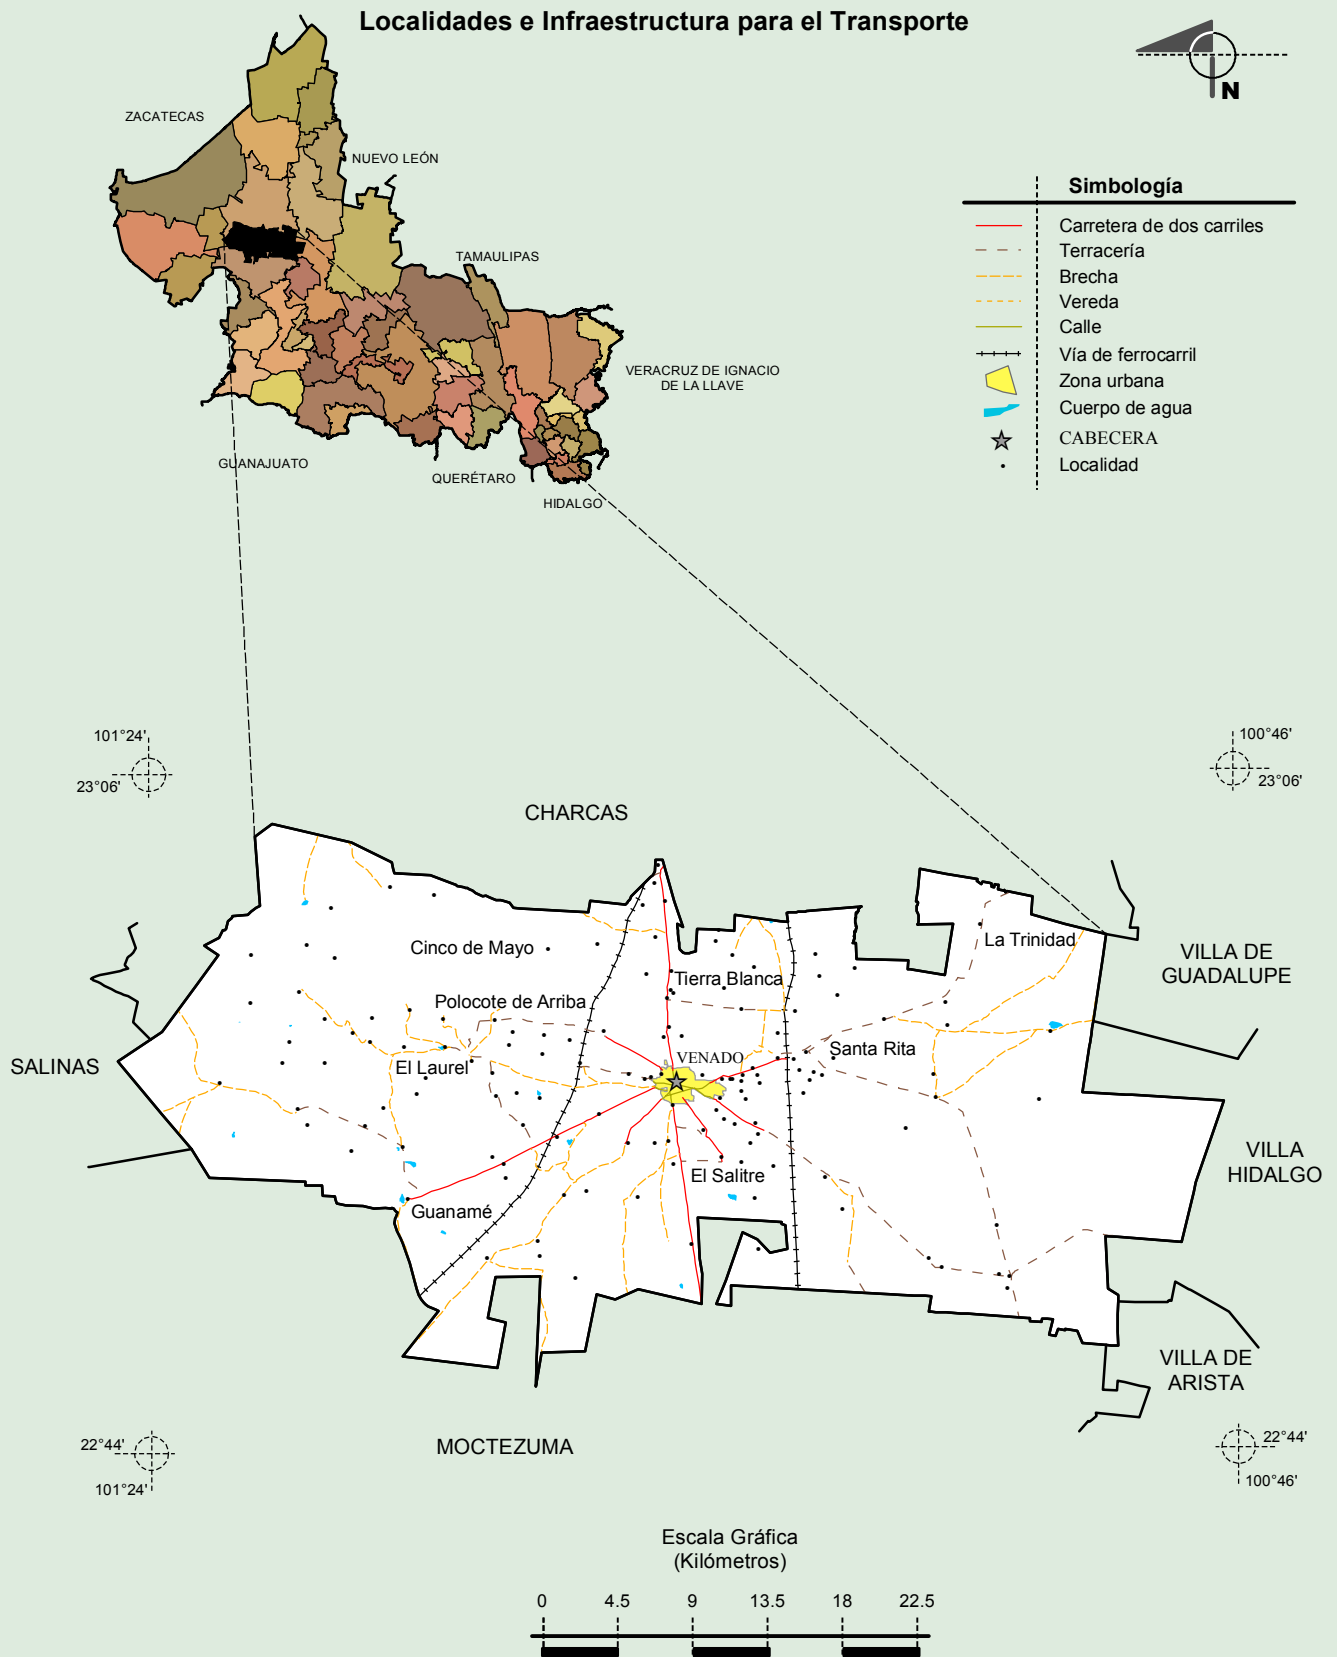 Localidades e Infraestructura para el Transporte
N
ZACATECAS
NUEVO LEÓN
TAMAULIPAS
VERACRUZ DE IGNACIO
DE LA LLAVE
GUANAJUATO
QUERÉTARO
HIDALGO
Simbología
Carretera de dos carriles
Terracería
Brecha
Vereda
Calle
Vía de ferrocarril
Zona urbana
Cuerpo de agua
CABECERA
Localidad
101°24'
23°06'
100°46'
23°06'
CHARCAS
Cinco de Mayo
La Trinidad
VILLA DE
GUADALUPE
Tierra Blanca
Polocote de Arriba
SALINAS
El Laurel
VENADO
Santa Rita
El Salitre
VILLA
HIDALGO
Guanamé
VILLA DE
ARISTA
22°44'
101°24'
MOCTEZUMA
22°44'
100°46'
Escala Gráfica
(Kilómetros)
0 4.5 9 13.5 18 22.5